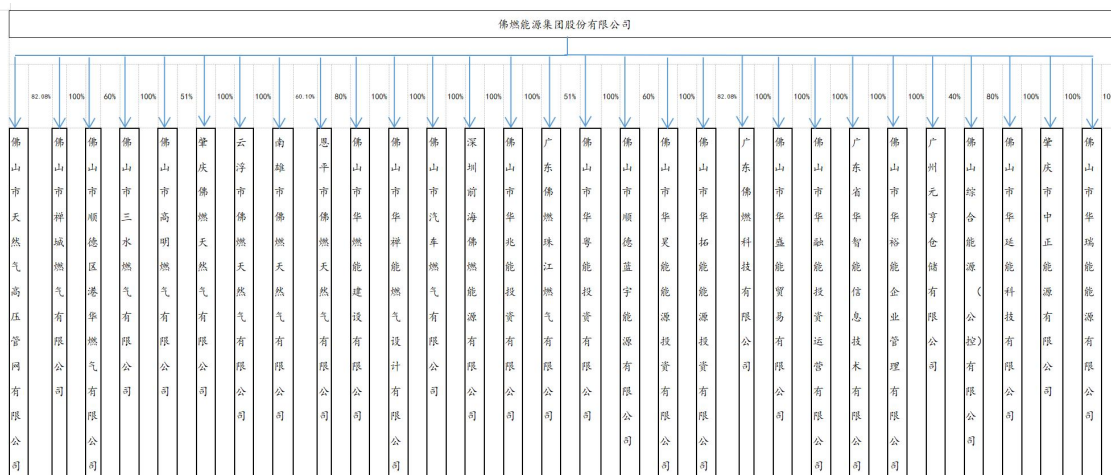 佛燃能源集团股份有限公司
82.08% 100% 60% 100% 51% 100% 100% 60.10% 80% 100% 100% 100% 100% 51% 100% 60% 100% 82.08% 100% 100% 100% 100% 40% 80% 100% 100% 10
佛山市天然气高压管网有限公司
佛山市禅城燃气有限公司
佛山市顺德区港华燃气有限公司
佛山市三水燃气有限公司
佛山市高明燃气有限公司
肇庆佛燃天然气有限公司
云浮市佛燃天然气有限公司
南雄市佛燃天然气有限公司
恩平市佛燃天然气有限公司
佛山市华燃能建设有限公司
佛山市华禅能燃气设计有限公司
佛山市汽车燃气有限公司
深圳前海佛燃能源有限公司
佛山市华兆能投资有限公司
广东佛燃珠江燃气有限公司
佛山市华粤能投资有限公司
佛山市顺德蓝宇能源有限公司
佛山市华昊能能源投资有限公司
佛山市华拓能能源投资有限公司
广东佛燃科技有限公司
佛山市华盛能贸易有限公司
佛山市华融能投资运营有限公司
广东省华智能信息技术有限公司
佛山市华裕能企业管理有限公司
广州元亨仓储有限公司
佛山综合能源（公控）有限公司
佛山市华延能科技有限公司
肇庆市中正能源有限公司
佛山市华瑞能能源有限公司